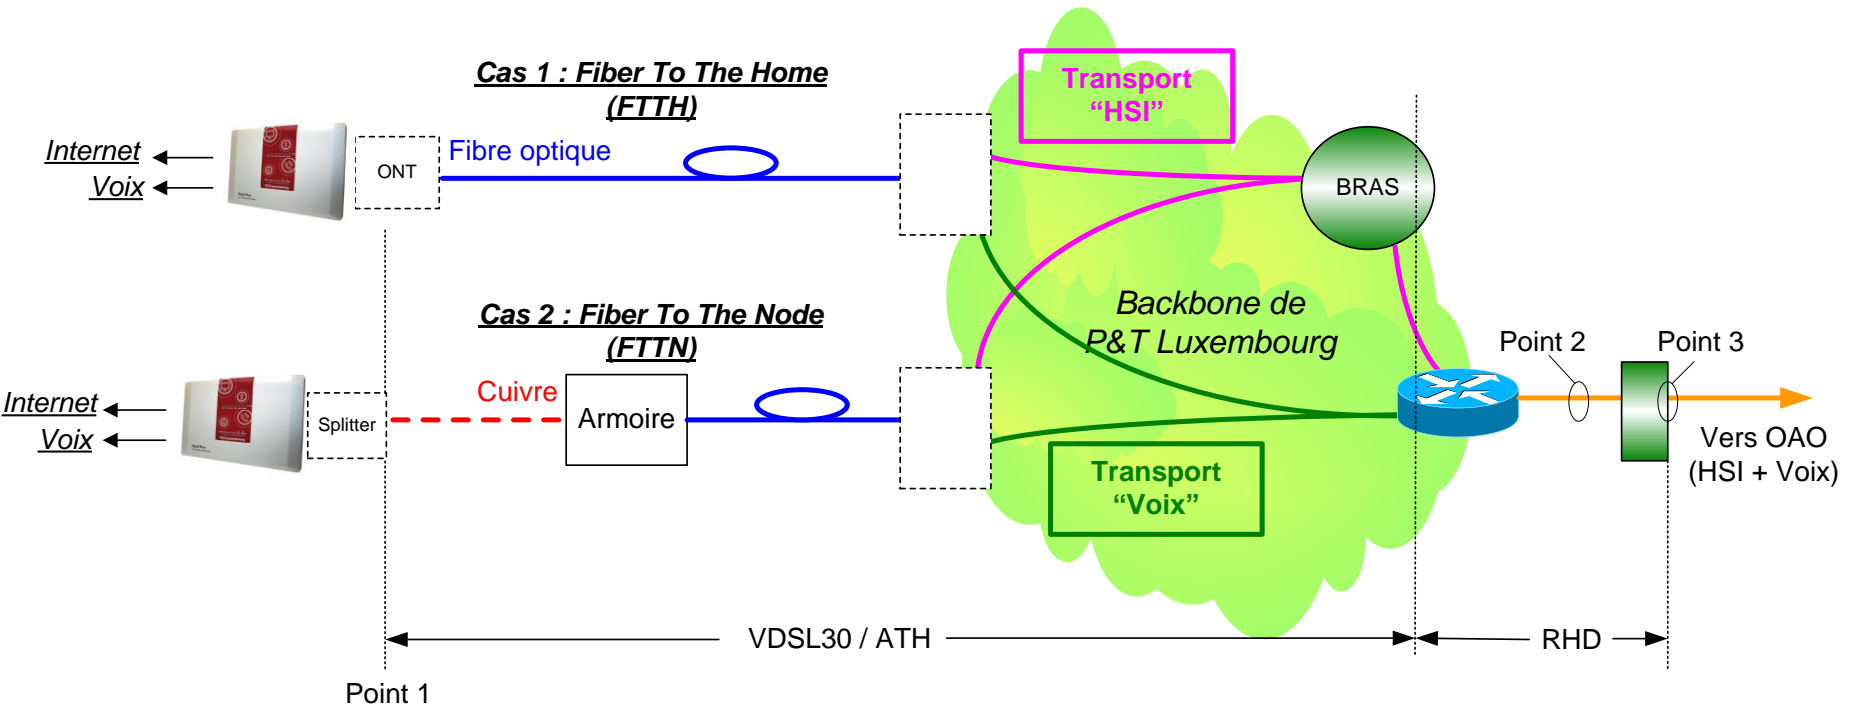 Cas 1 : Fiber To The Home
(FTTH)
Transport
“HSI”
Internet
Voix
ONT
Fibre optique
BRAS
Cas 2 : Fiber To The Node
(FTTN)
Backbone de
P&T Luxembourg
Point 2
Point 3
Internet
Voix
Splitter
Cuivre
Armoire
Vers OAO
(HSI + Voix)
Transport
“Voix”
VDSL30 / ATH
RHD
Point 1